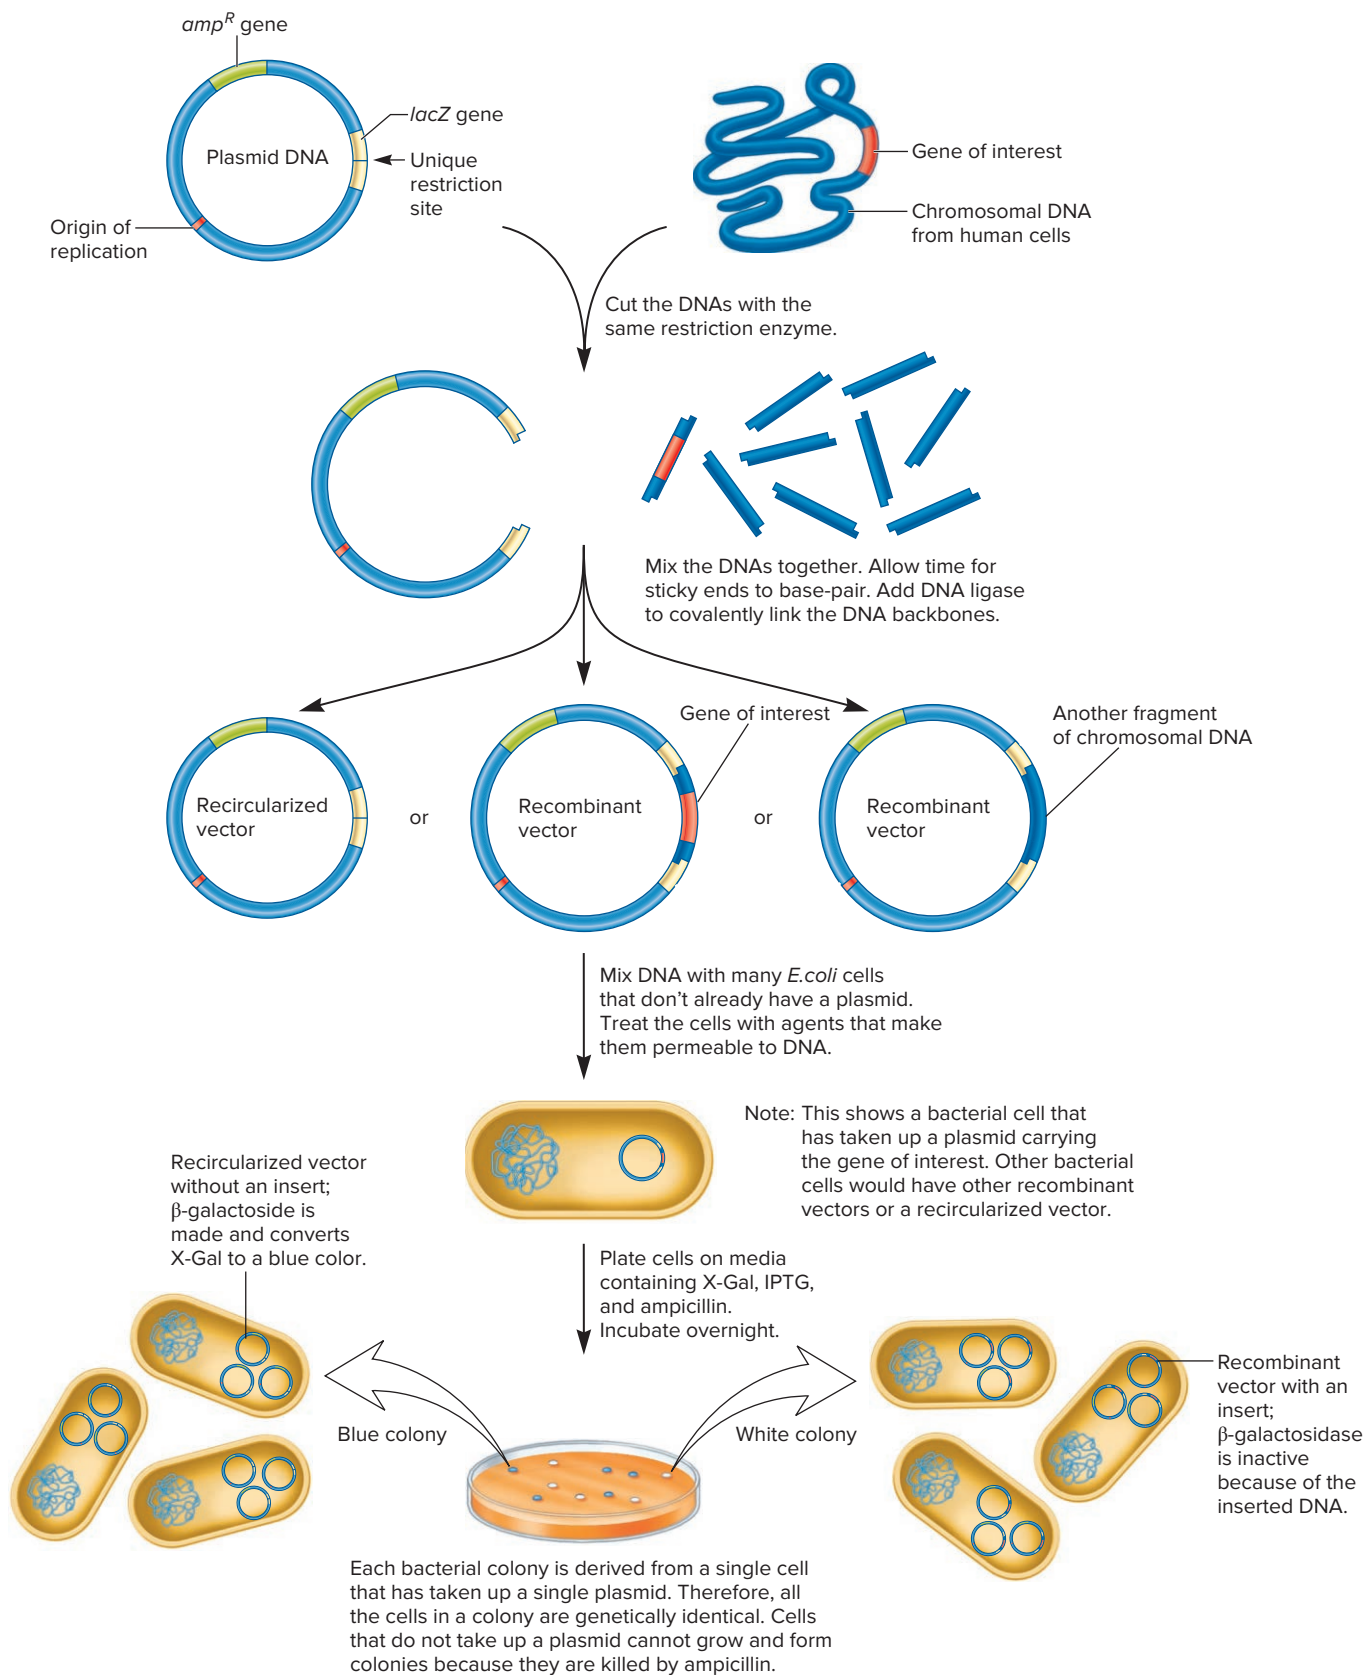 ampR gene
lacZ gene
Plasmid DNA
Unique
restriction
site
Origin of
replication
Gene of interest
Chromosomal DNA
from human cells
Cut the DNAs with the
same restriction enzyme.
Mix the DNAs together. Allow time for
sticky ends to base-pair. Add DNA ligase
to covalently link the DNA backbones.
Gene of interest
Another fragment
of chromosomal DNA
Recircularized
vector
or
Recombinant
vector
or
Recombinant
vector
Mix DNA with many E.coli cells
that don't already have a plasmid.
Treat the cells with agents that make
them permeable to DNA.
Note: This shows a bacterial cell that
has taken up a plasmid carrying
the gene of interest. Other bacterial
cells would have other recombinant
vectors or a recircularized vector.
Recircularized vector
without an insert;
β-galactoside is
made and converts
X-Gal to a blue color.
Plate cells on media
containing X-Gal, IPTG,
and ampicillin.
Incubate overnight.
Blue colony
White colony
Recombinant
vector with an
insert;
β-galactosidase
is inactive
because of the
inserted DNA.
Each bacterial colony is derived from a single cell
that has taken up a single plasmid. Therefore, all
the cells in a colony are genetically identical. Cells
that do not take up a plasmid cannot grow and form
colonies because they are killed by ampicillin.